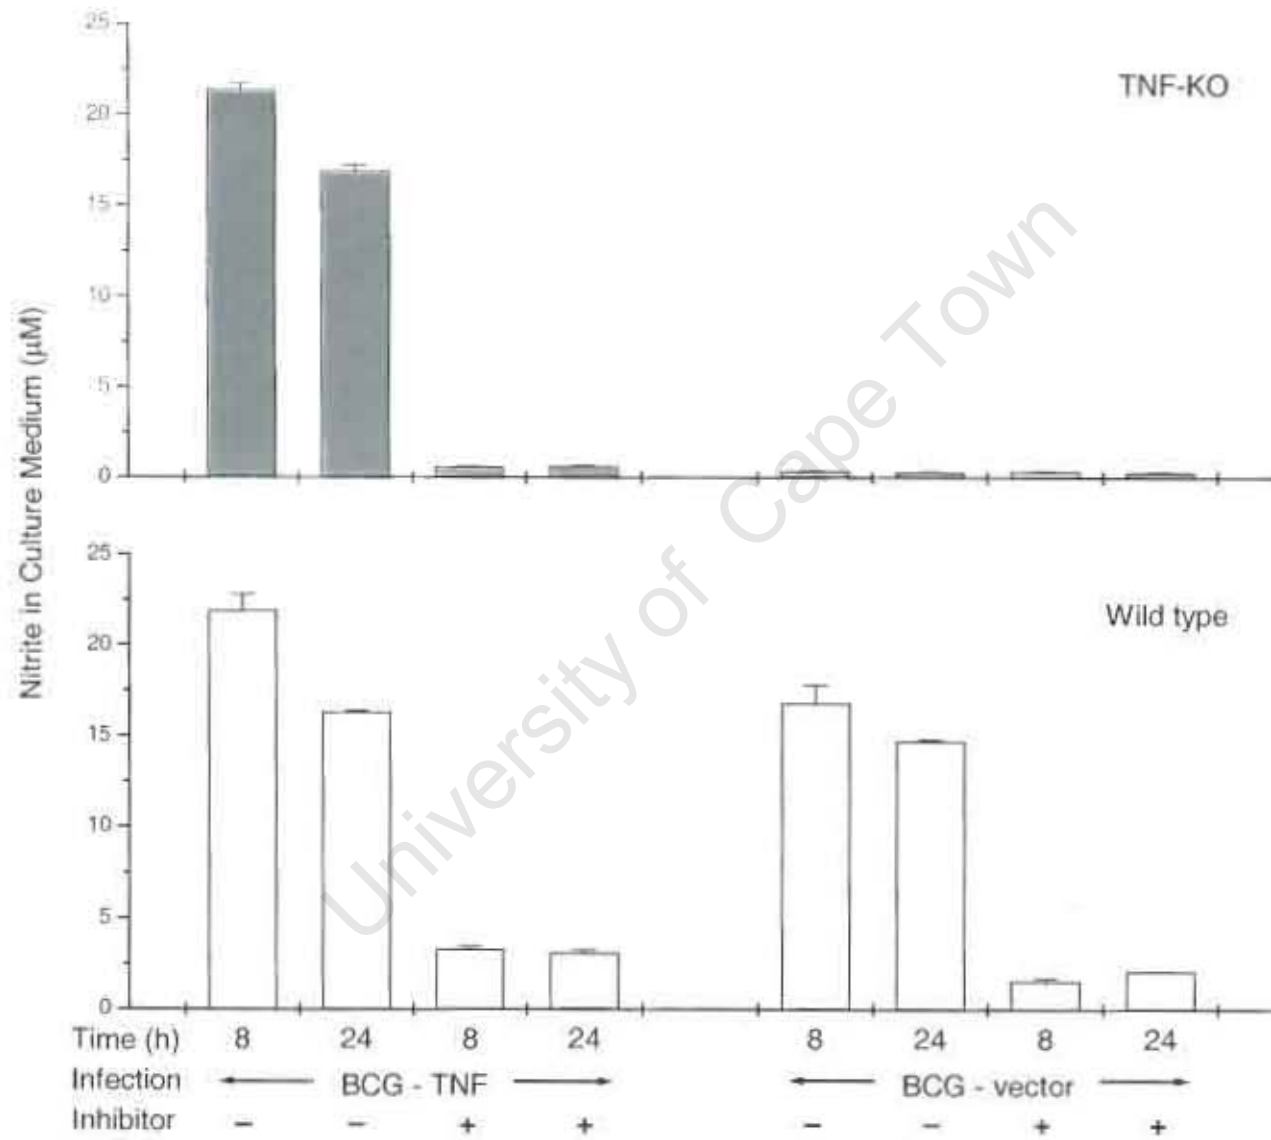 25
TNF-KO
20
15
10
5
0
Nitrite in Culture Medium (μM)
25
Wild type
20
15
10
5
0
Time (h) 8 24 8 24 8 24 8 24
Infection BCG - TNF BCG - vector
Inhibitor – – + + – – + +
University of Cape Town